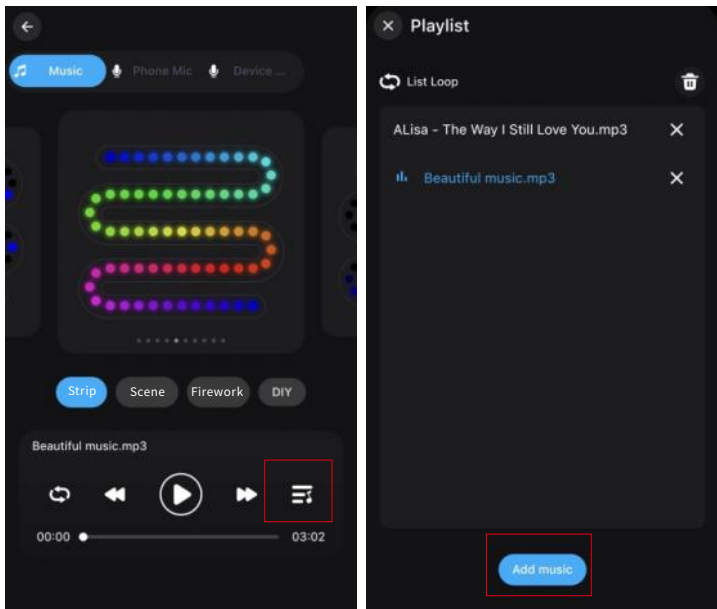 Music
Phone Mic
Device ...
Strip
Scene
Firework
DIY
Beautiful music.mp3
00:00
03:02
Playlist
List Loop
ALisa - The Way I Still Love You.mp3
Beautiful music.mp3
Add music